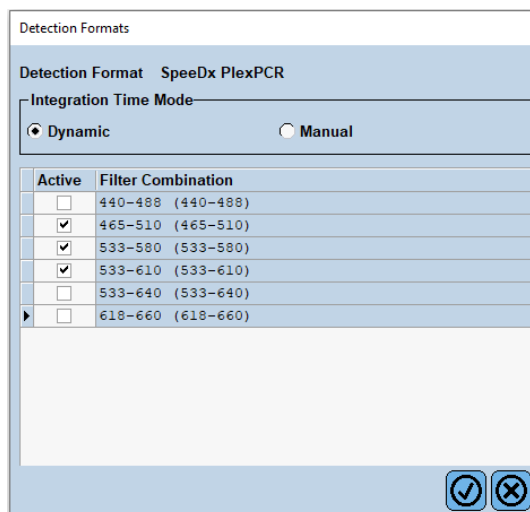 Detection Formats
Detection Format SpeeDx PlexPCR
Integration Time Mode
Dynamic Manual
Active Filter Combination
440-488 (440-488)
465-510 (465-510)
533-580 (533-580)
533-610 (533-610)
533-640 (533-640)
618-660 (618-660)